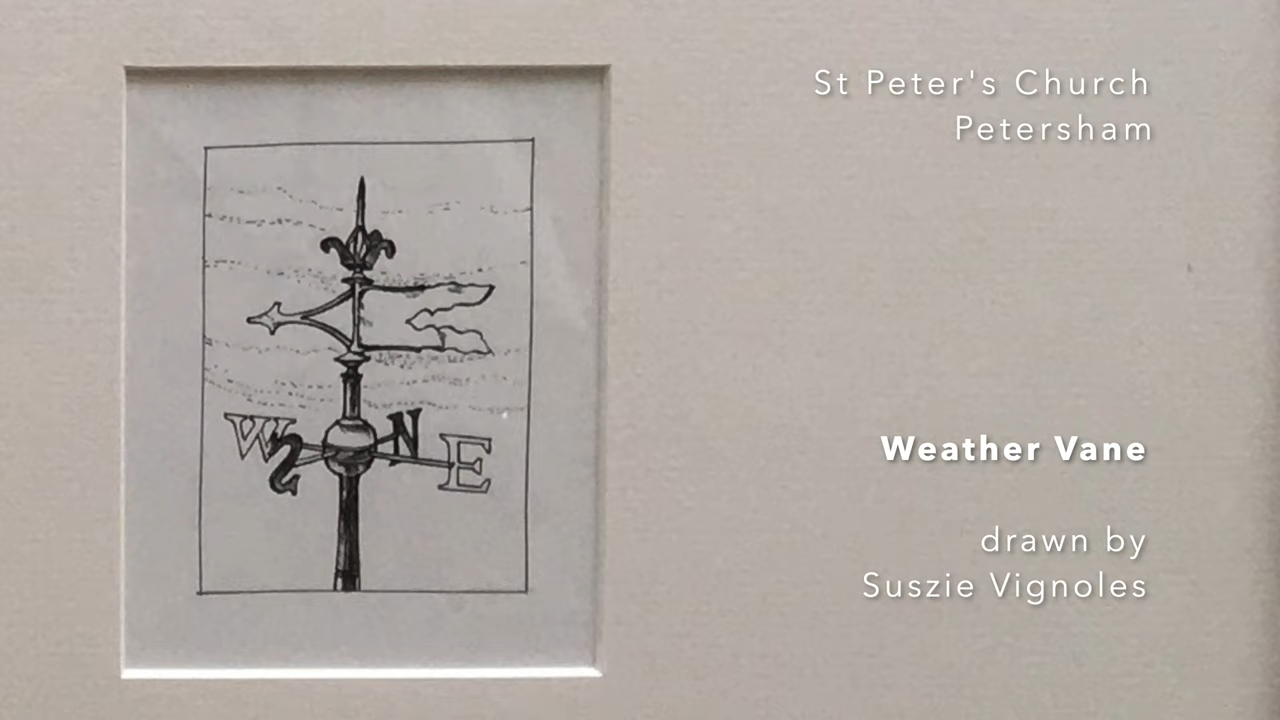 St Peter's Church
Petersham
W
S
N
E
Weather Vane
drawn by
Suszie Vignoles